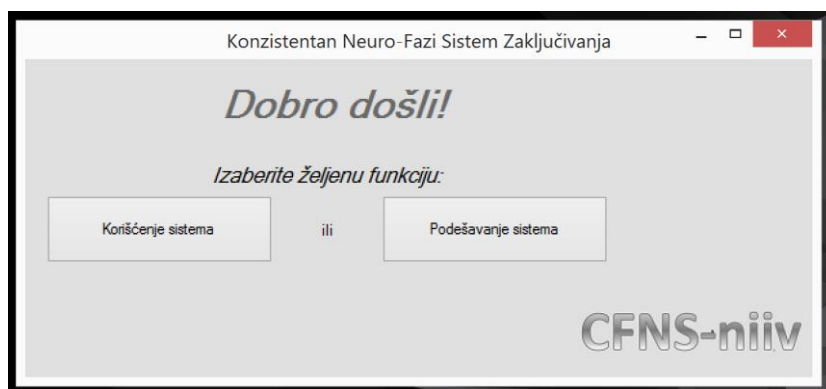 Konzistentan Neuro-Fazi Sistem Zaključivanja
Dobro došli!
Izaberite željenu funkciju:
Korišćenje sistema ili Podešavanje sistema
CFNS-niiv